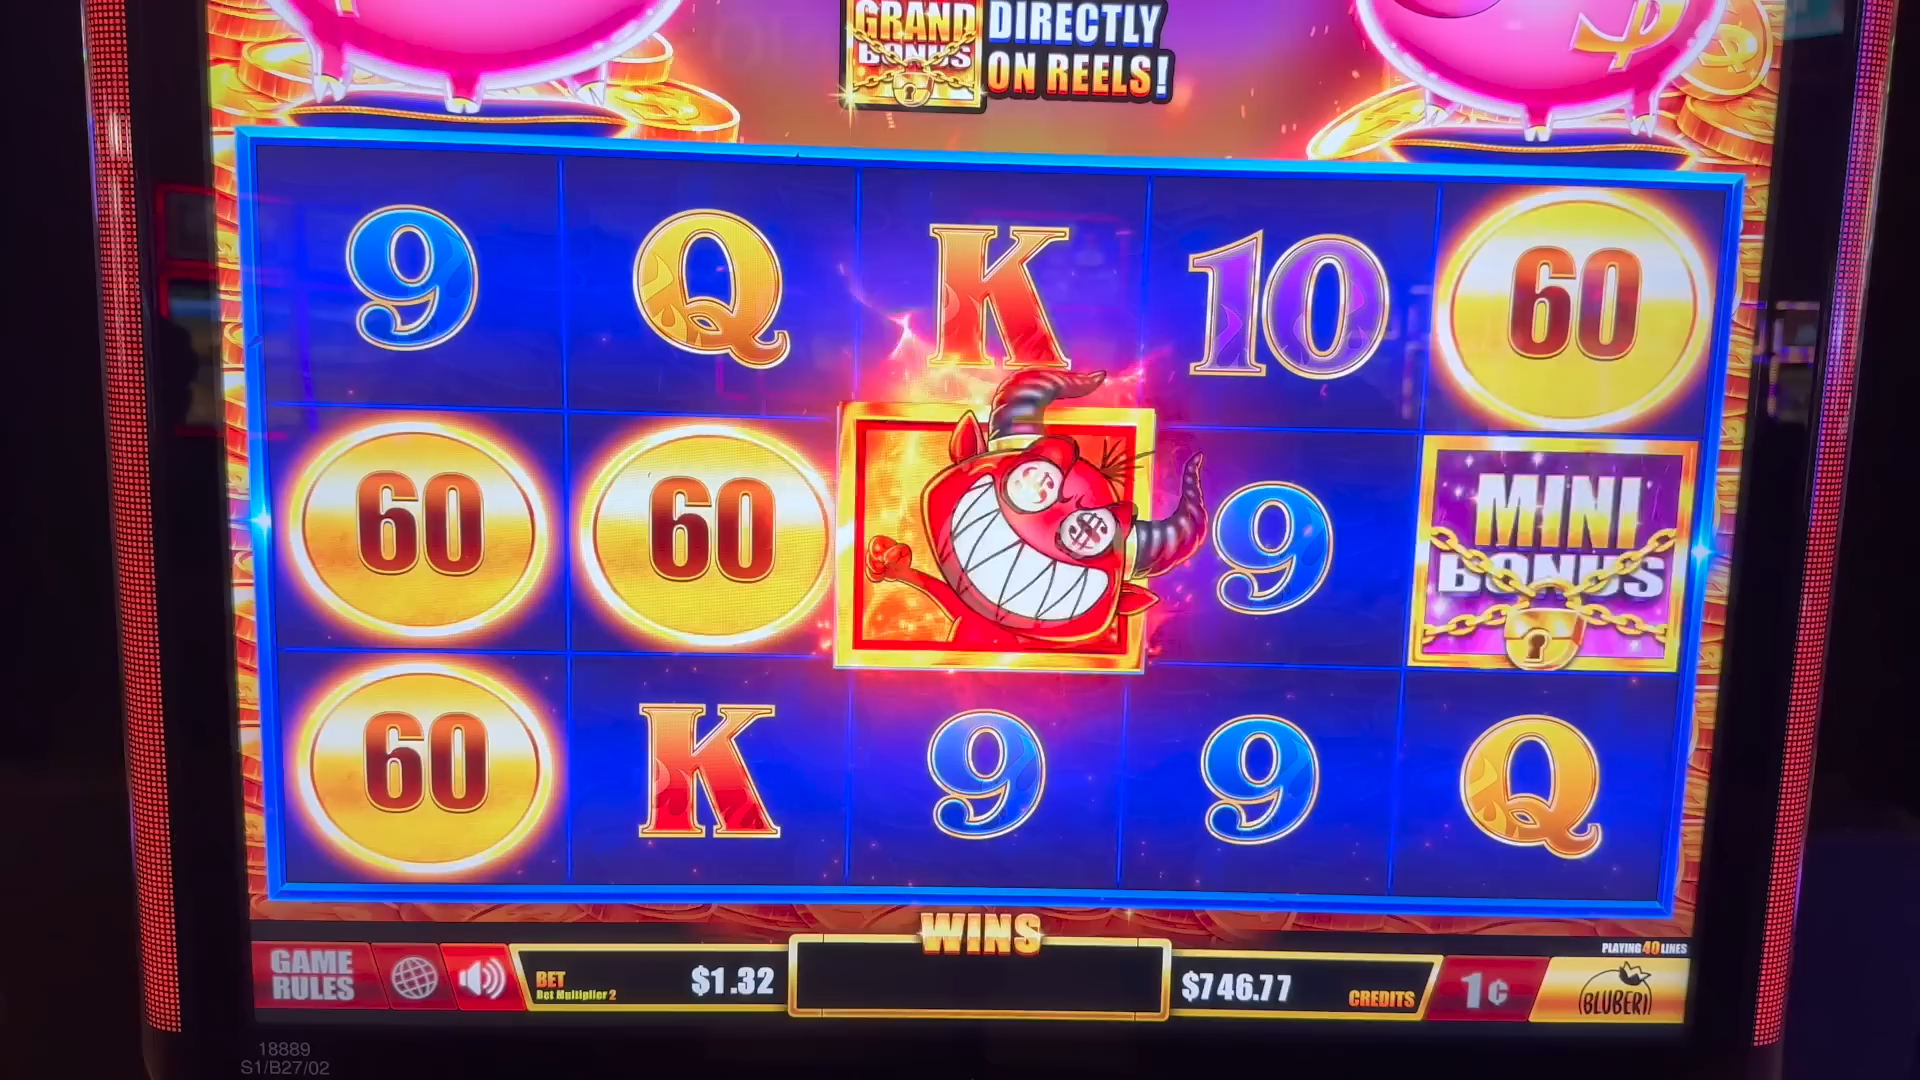 GRAND
BONUS
DIRECTLY
ON REELS!
9
Q
K
10
60
60
60
9
MINI
BONUS
60
K
9
9
Q
WINS
PLAYING 40 LINES
GAME
RULES
BET
Bet Multiplier 2
$1.32
$746.77
CREDITS
1¢
BLUBERI
18889
S1/B27/02